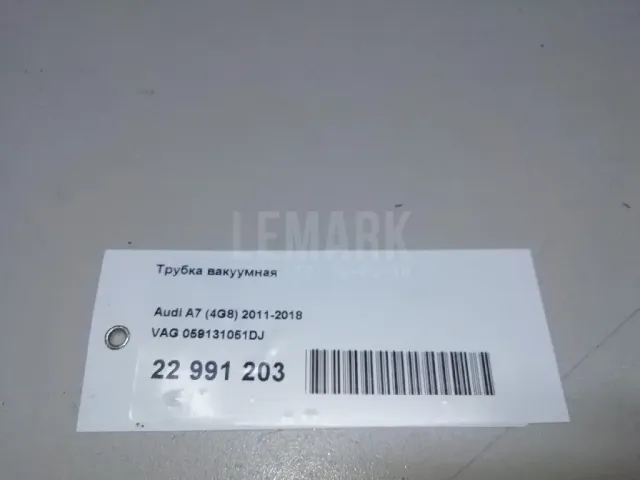 LEMARK
Трубка вакуумная
Audi A7 (4G8) 2011-2018
VAG 059131051DJ
22 991 203